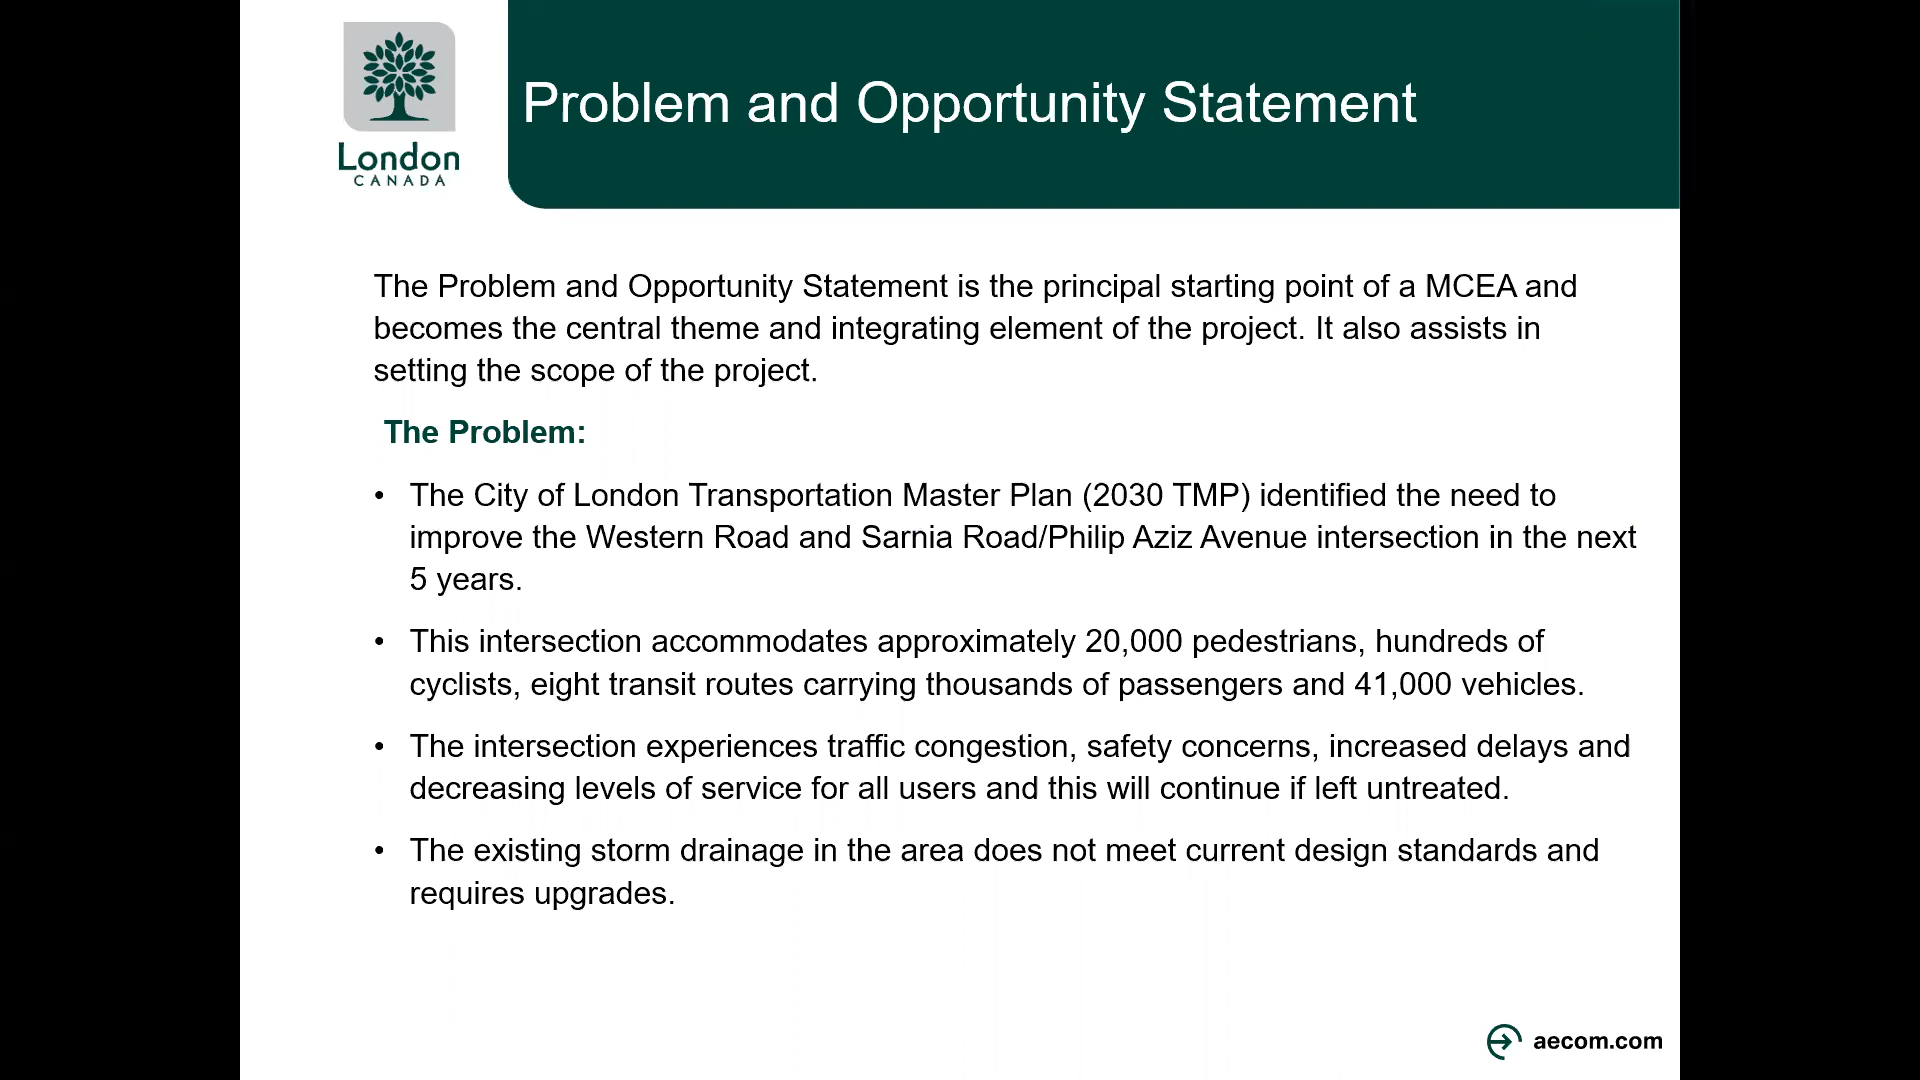 London
CANADA
Problem and Opportunity Statement
The Problem and Opportunity Statement is the principal starting point of a MCEA and
becomes the central theme and integrating element of the project. It also assists in
setting the scope of the project.
The Problem:
• The City of London Transportation Master Plan (2030 TMP) identified the need to
improve the Western Road and Sarnia Road/Philip Aziz Avenue intersection in the next
5 years.
• This intersection accommodates approximately 20,000 pedestrians, hundreds of
cyclists, eight transit routes carrying thousands of passengers and 41,000 vehicles.
• The intersection experiences traffic congestion, safety concerns, increased delays and
decreasing levels of service for all users and this will continue if left untreated.
• The existing storm drainage in the area does not meet current design standards and
requires upgrades.
aecom.com